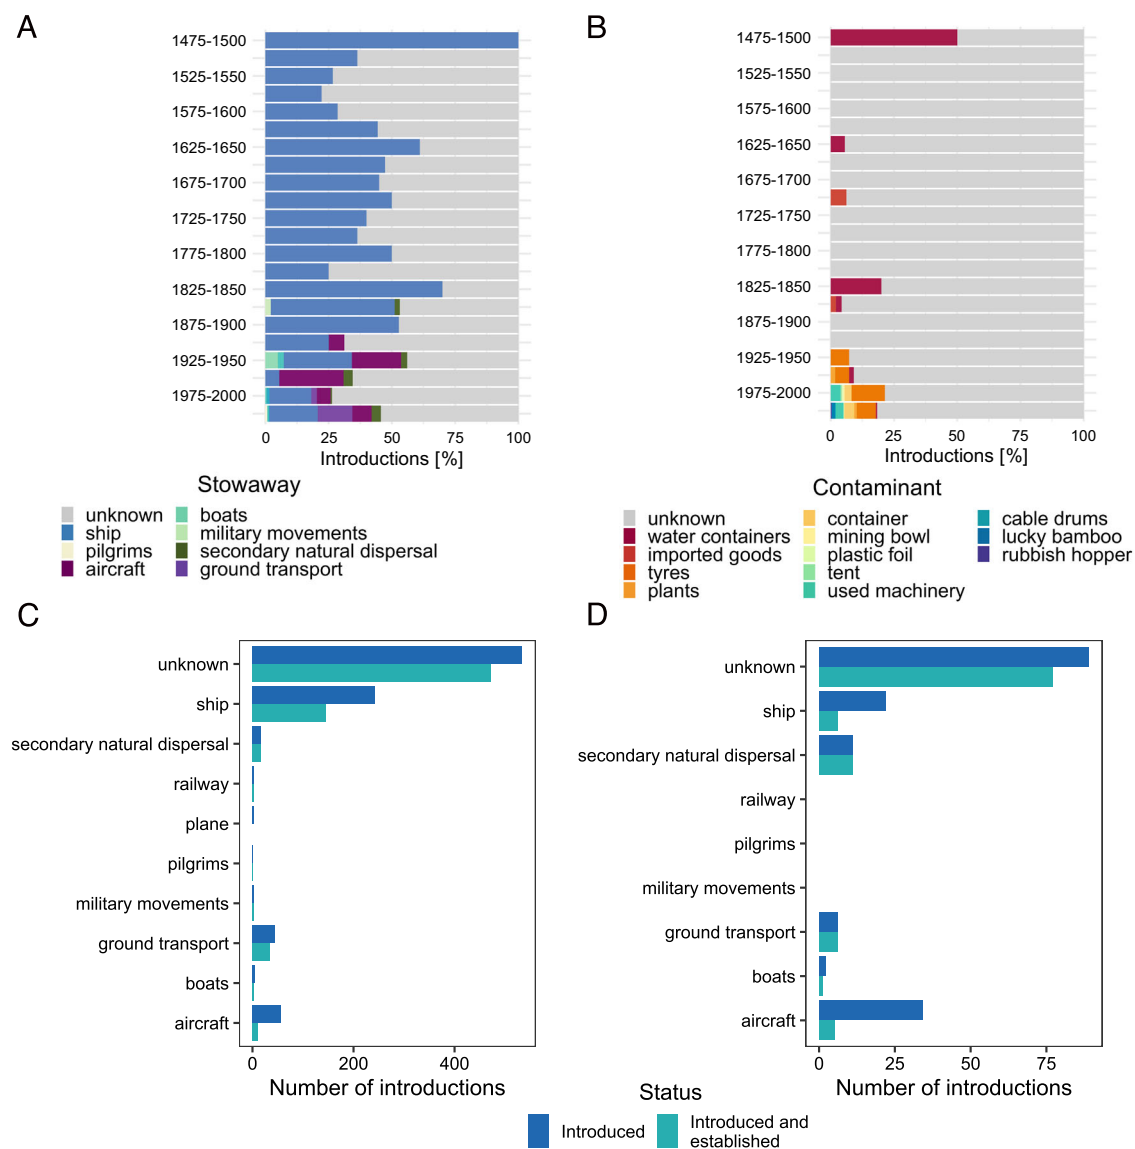 A
1475-1500
1525-1550
1575-1600
1625-1650
1675-1700
1725-1750
1775-1800
1825-1850
1875-1900
1925-1950
1975-2000
0 25 50 75 100
Introductions [%]
Stowaway
unknown
ship
pilgrims
aircraft
boats
military movements
secondary natural dispersal
ground transport
B
1475-1500
1525-1550
1575-1600
1625-1650
1675-1700
1725-1750
1775-1800
1825-1850
1875-1900
1925-1950
1975-2000
0 25 50 75 100
Introductions [%]
Contaminant
unknown
water containers
imported goods
tyres
plants
container
mining bowl
plastic foil
tent
used machinery
cable drums
lucky bamboo
rubbish hopper
C
unknown
ship
secondary natural dispersal
railway
plane
pilgrims
military movements
ground transport
boats
aircraft
0 200 400
Number of introductions
D
unknown
ship
secondary natural dispersal
railway
pilgrims
military movements
ground transport
boats
aircraft
0 25 50 75
Number of introductions
Status
Introduced
Introduced and
established